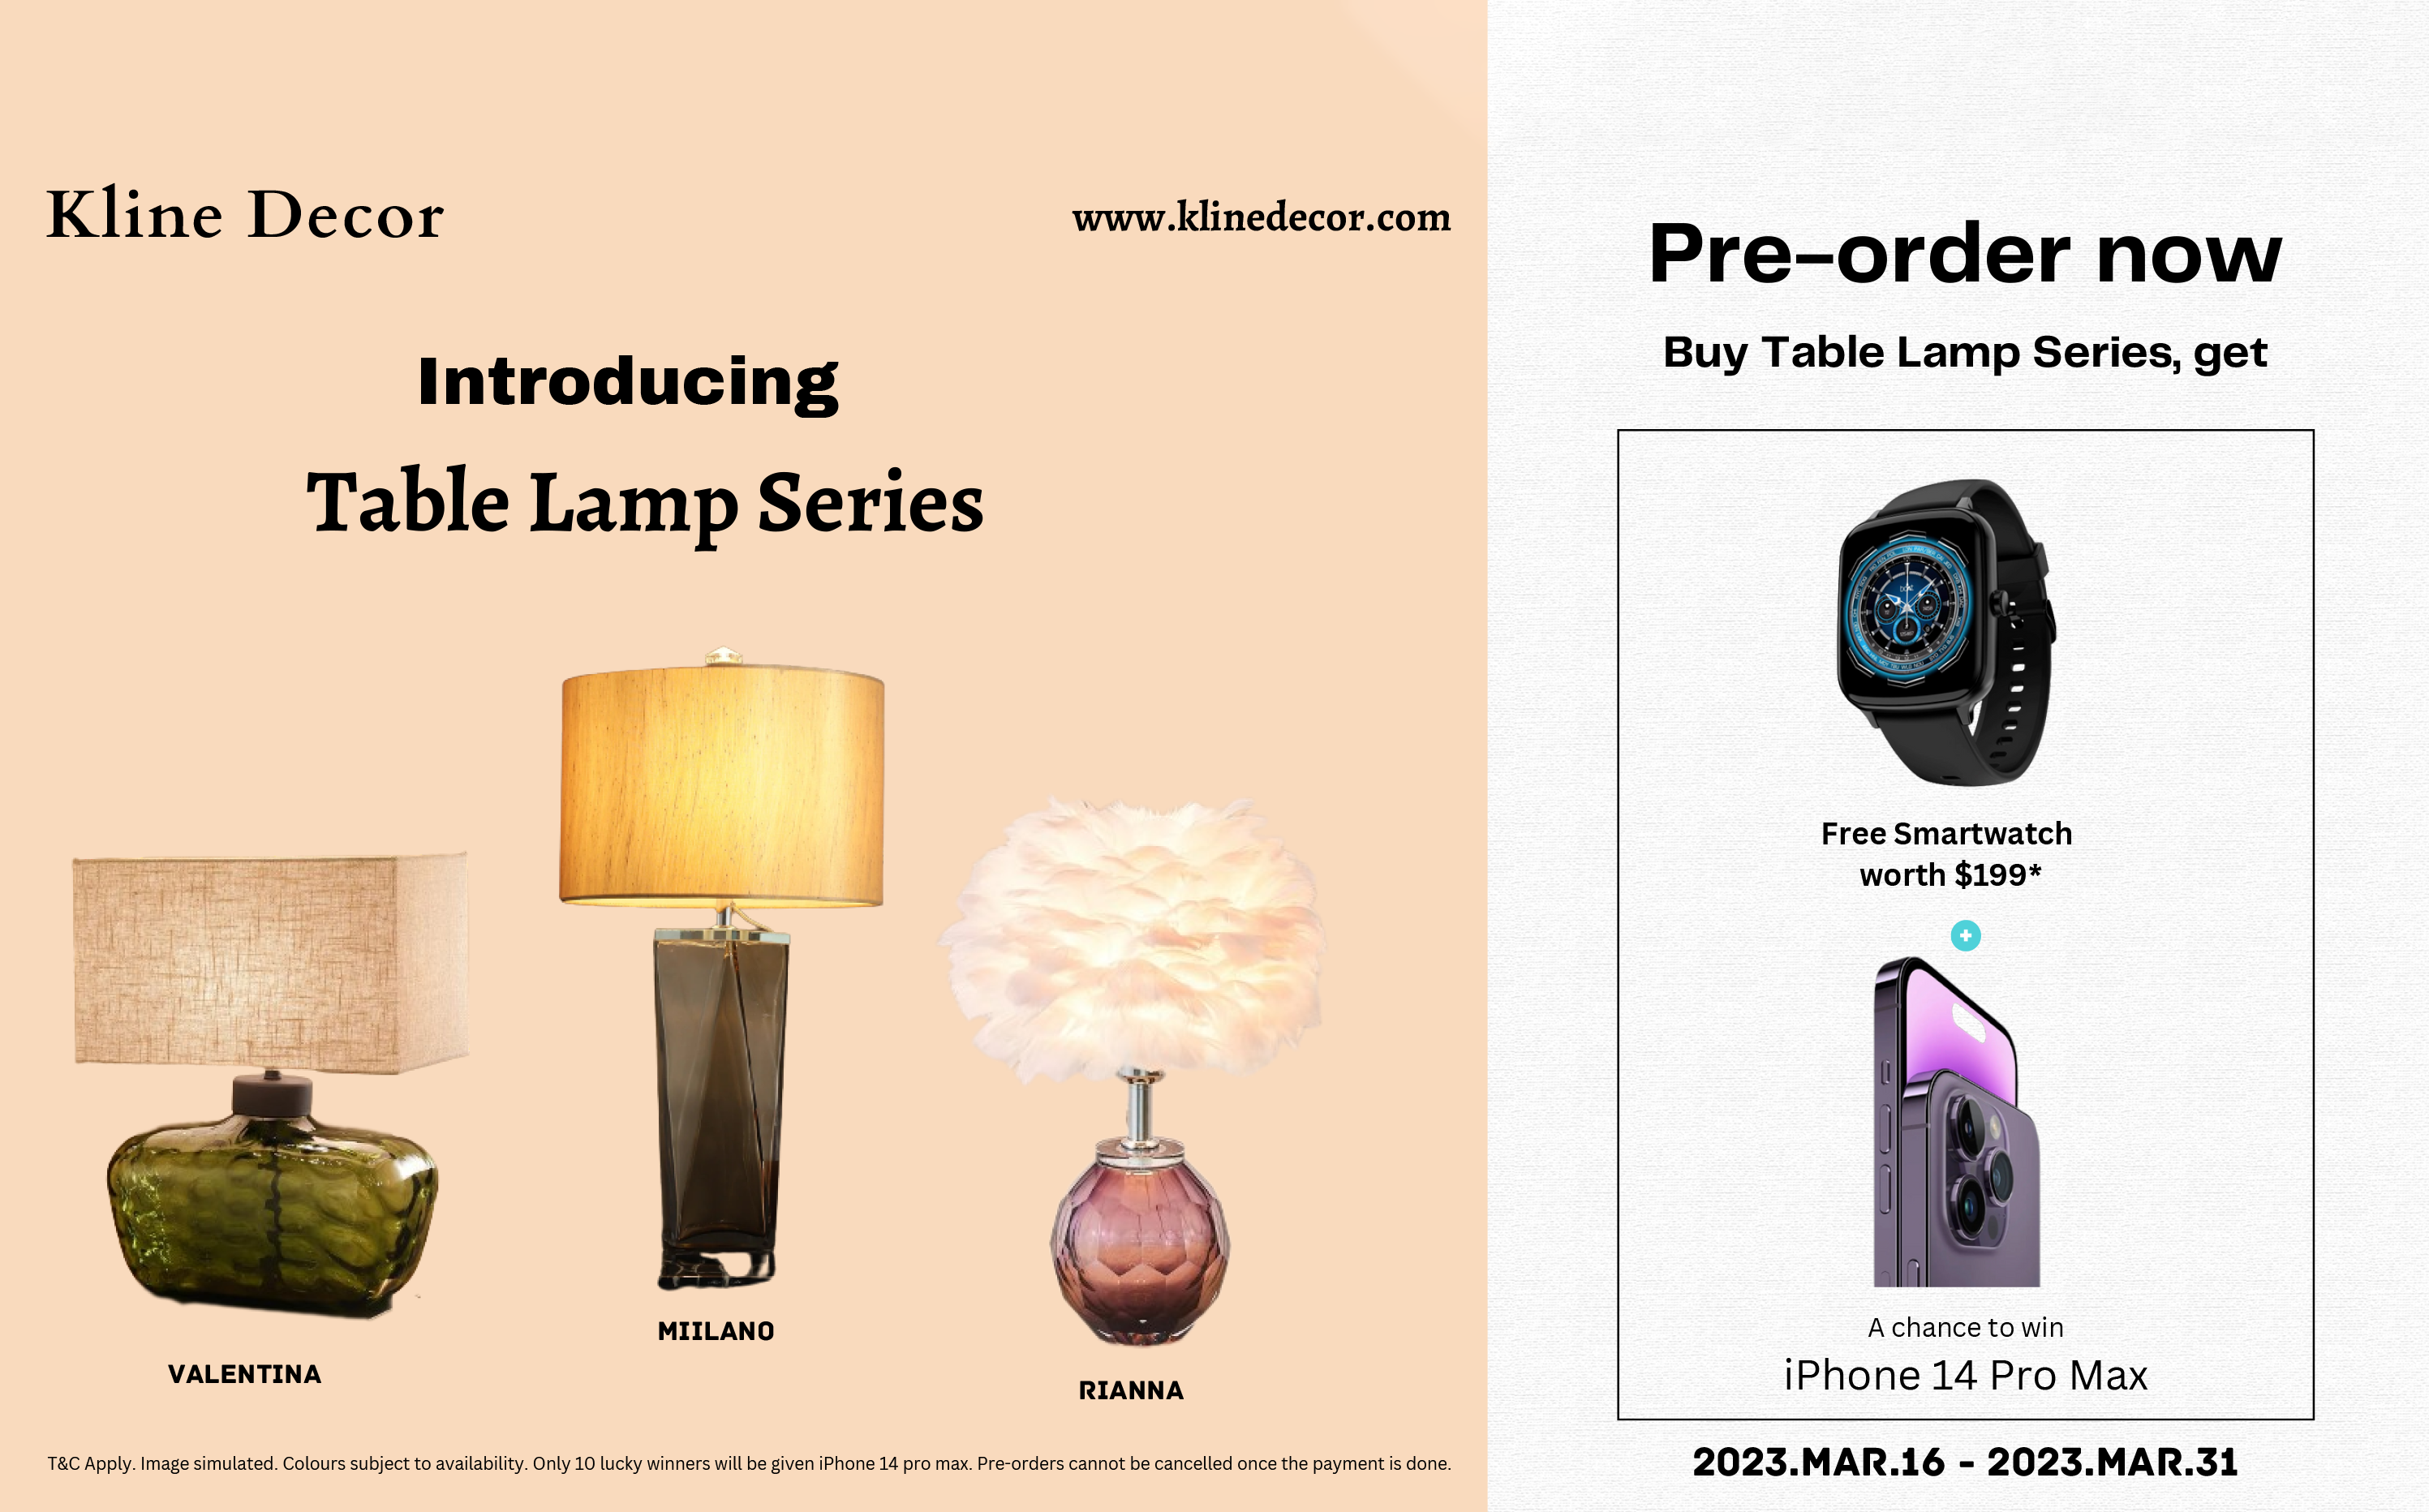 Kline Decor
www.klinedecor.com
Introducing
Table Lamp Series
VALENTINA
MIILANO
RIANNA
T&C Apply. Image simulated. Colours subject to availability. Only 10 lucky winners will be given iPhone 14 pro max. Pre-orders cannot be cancelled once the payment is done.
Pre-order now
Buy Table Lamp Series, get
Free Smartwatch
worth $199*
A chance to win
iPhone 14 Pro Max
2023.MAR.16 - 2023.MAR.31